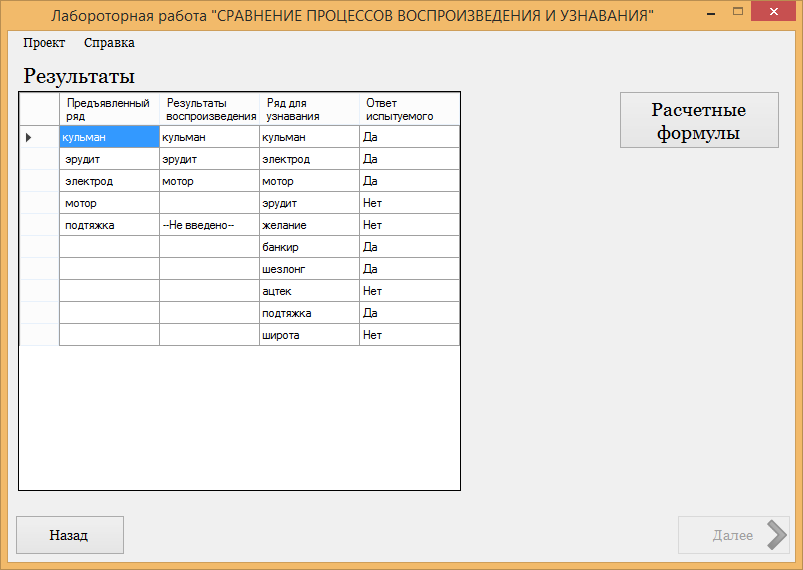 Лабороторная работа "СРАВНЕНИЕ ПРОЦЕССОВ ВОСПРОИЗВЕДЕНИЯ И УЗНАВАНИЯ"
Проект Справка
Результаты
Предъявленный ряд Результаты воспроизведения Ряд для узнавания Ответ испытуемого
кульман кульман кульман Да
эрудит эрудит электрод Да
электрод мотор мотор Да
мотор эрудит Нет
подтяжка --Не введено-- желание Нет
банкир Да
шезлонг Да
ацтек Нет
подтяжка Да
широта Нет
Расчетные
формулы
Назад Далее